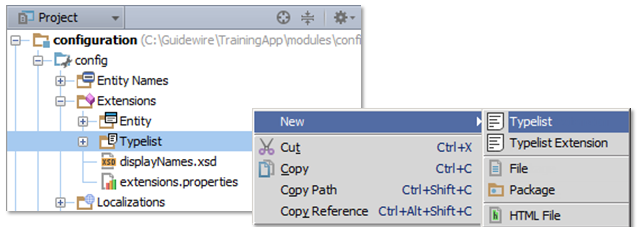 Project
configuration (C:\Guidewire\TrainingApp\modules\confi
config
Entity Names
Extensions
Entity
Typelist
displayNames.xsd
extensions.properties
Localizations
New
Cut Ctrl+X
Copy Ctrl+C
Copy Path Ctrl+Shift+C
Copy Reference Ctrl+Alt+Shift+C
Typelist
Typelist Extension
File
Package
HTML File